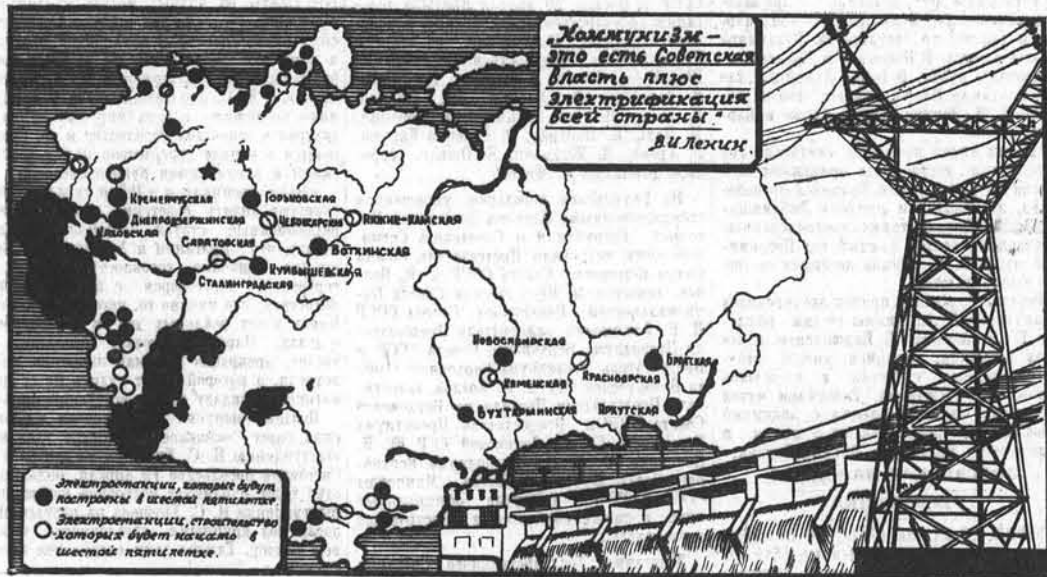 „Коммунизм —
это есть Советская
власть плюс
электрификация
всей страны."
В.И. Ленин.
Кременчугская
Днепродзержинская
Каховская
Горьковская
Чебоксарская
Нижне-Камская
Саратовская
Воткинская
Куйбышевская
Сталинградская
Новосибирская
Каменская
Красноярская
Братская
Бухтарминская
Иркутская
Электростанции, которые будут
построены в шестой пятилетке.
Электростанции, строительство
которых будет начато в
шестой пятилетке.